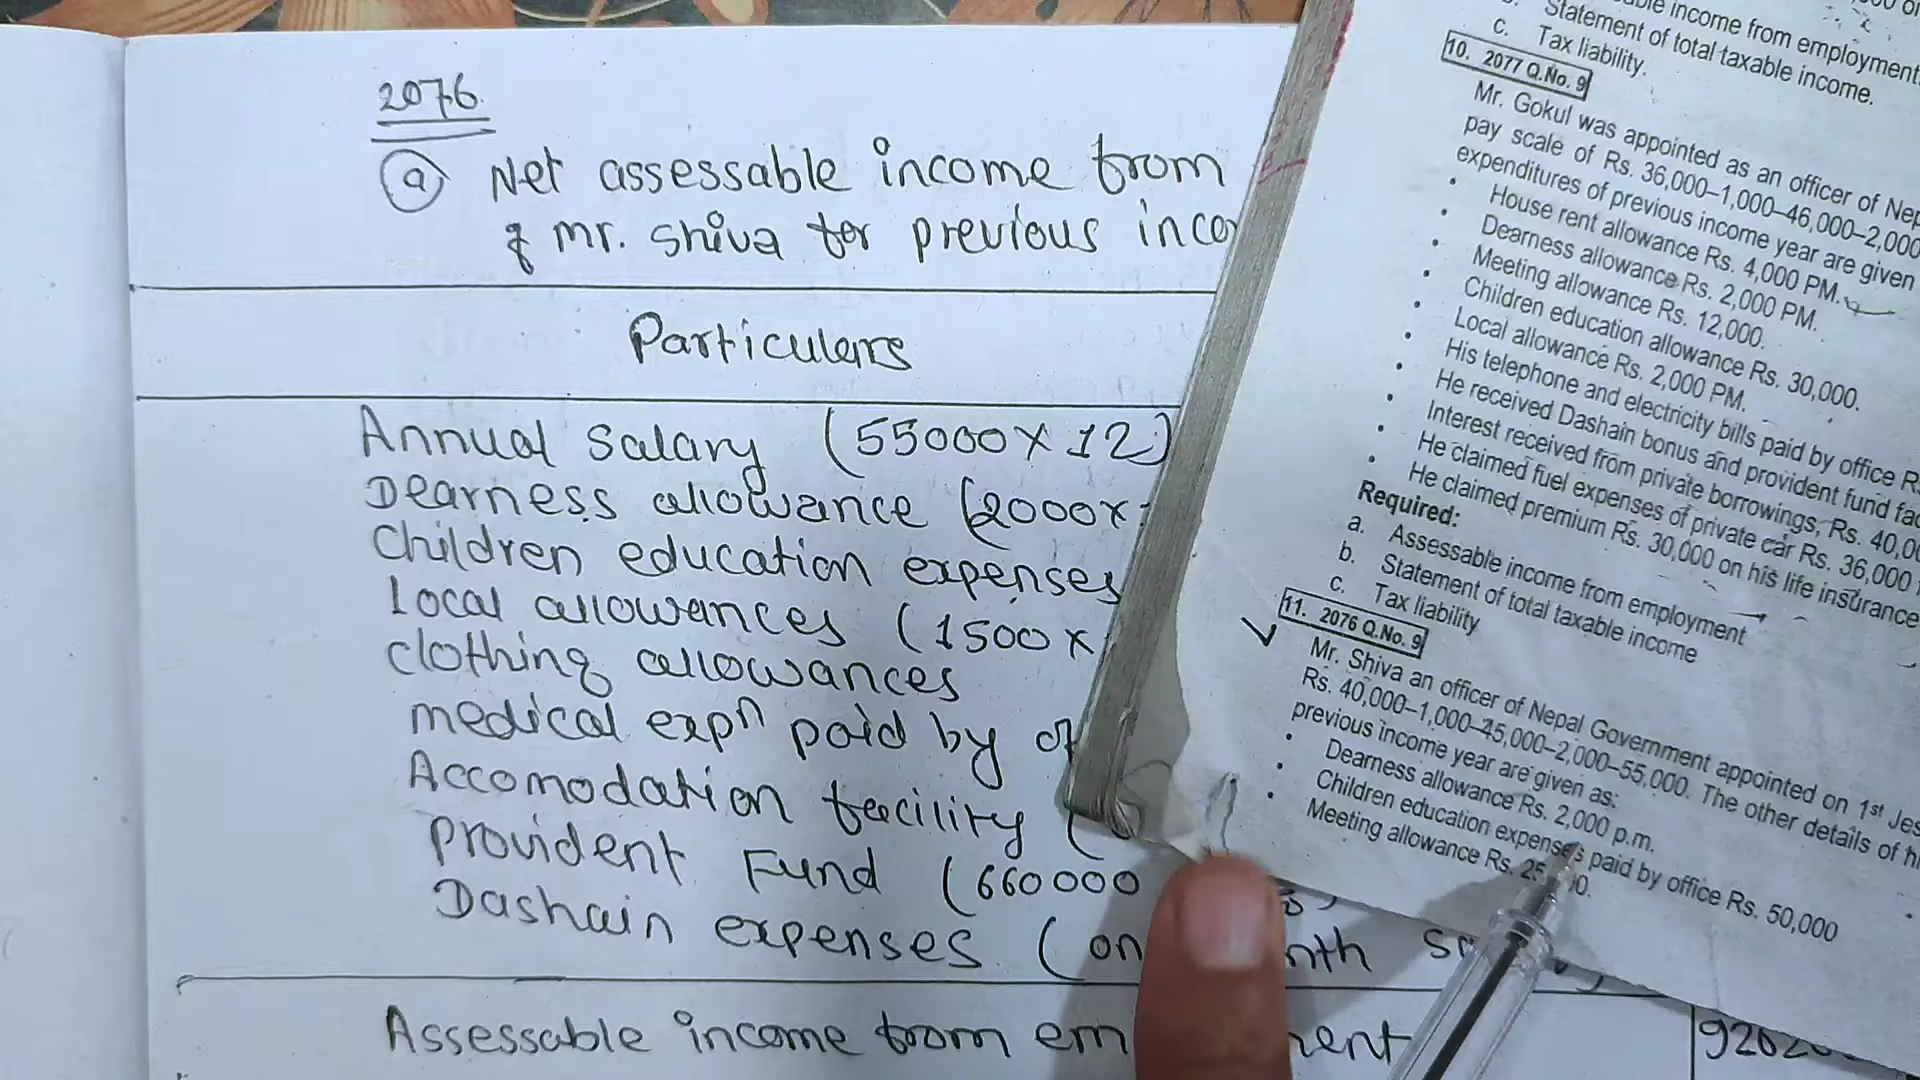 2076.
(a) Net assessable income from
of mr. Shiva for previous inco
Particulars
Annual Salary (55000 X 12)
Dearness allowance (2000x
Children education expenses
Local allowances (1500 x
clothing allowances
medical expn paid by of
Accomodation facility (
Provident Fund (660000
Dashain expenses. (on nth
Assessable income from em ment
Statement of total taxable income.
c. Tax liability.
10. 2077 Q.No. 9
Mr. Gokul was appointed as an officer of Nep
pay scale of Rs. 36,000–1,000–46,000–2,000
expenditures of previous income year are given
• House rent allowance Rs. 4,000 PM.
• Dearness allowance Rs. 2,000 PM.
• Meeting allowance Rs. 12,000.
• Children education allowance Rs. 30,000.
• Local allowance Rs. 2,000 PM.
• His telephone and electricity bills paid by office R
• He received Dashain bonus and provident fund fac
• Interest received from private borrowings, Rs. 40,0
• He claimed fuel expenses of private car Rs. 36,000
• He claimed premium Rs. 30,000 on his life insurance
Required:
a. Assessable income from employment
b. Statement of total taxable income
c. Tax liability
11. 2076 Q.No. 9
Mr. Shiva an officer of Nepal Government appointed on 1st Jes
Rs. 40,000–1,000–45,000–2,000–55,000. The other details of h
previous income year are given as:
• Dearness allowance Rs. 2,000 p.m.
• Children education expenses paid by office Rs. 50,000
• Meeting allowance Rs.